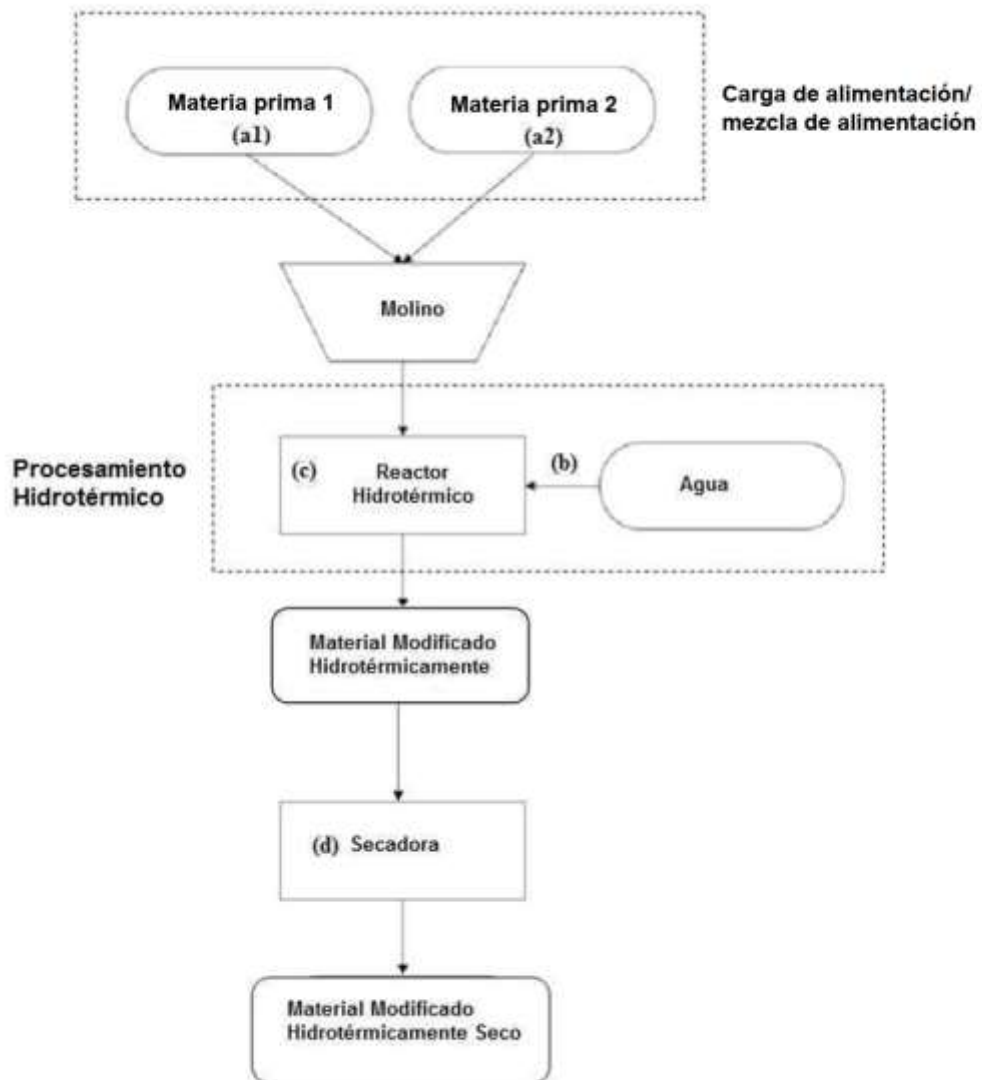 Materia prima 1
(a1)
Materia prima 2
(a2)
Carga de alimentación/
mezcla de alimentación
Molino
Procesamiento
Hidrotérmico
(c)
Reactor
Hidrotérmico
(b)
Agua
Material Modificado
Hidrotérmicamente
(d) Secadora
Material Modificado
Hidrotérmicamente Seco